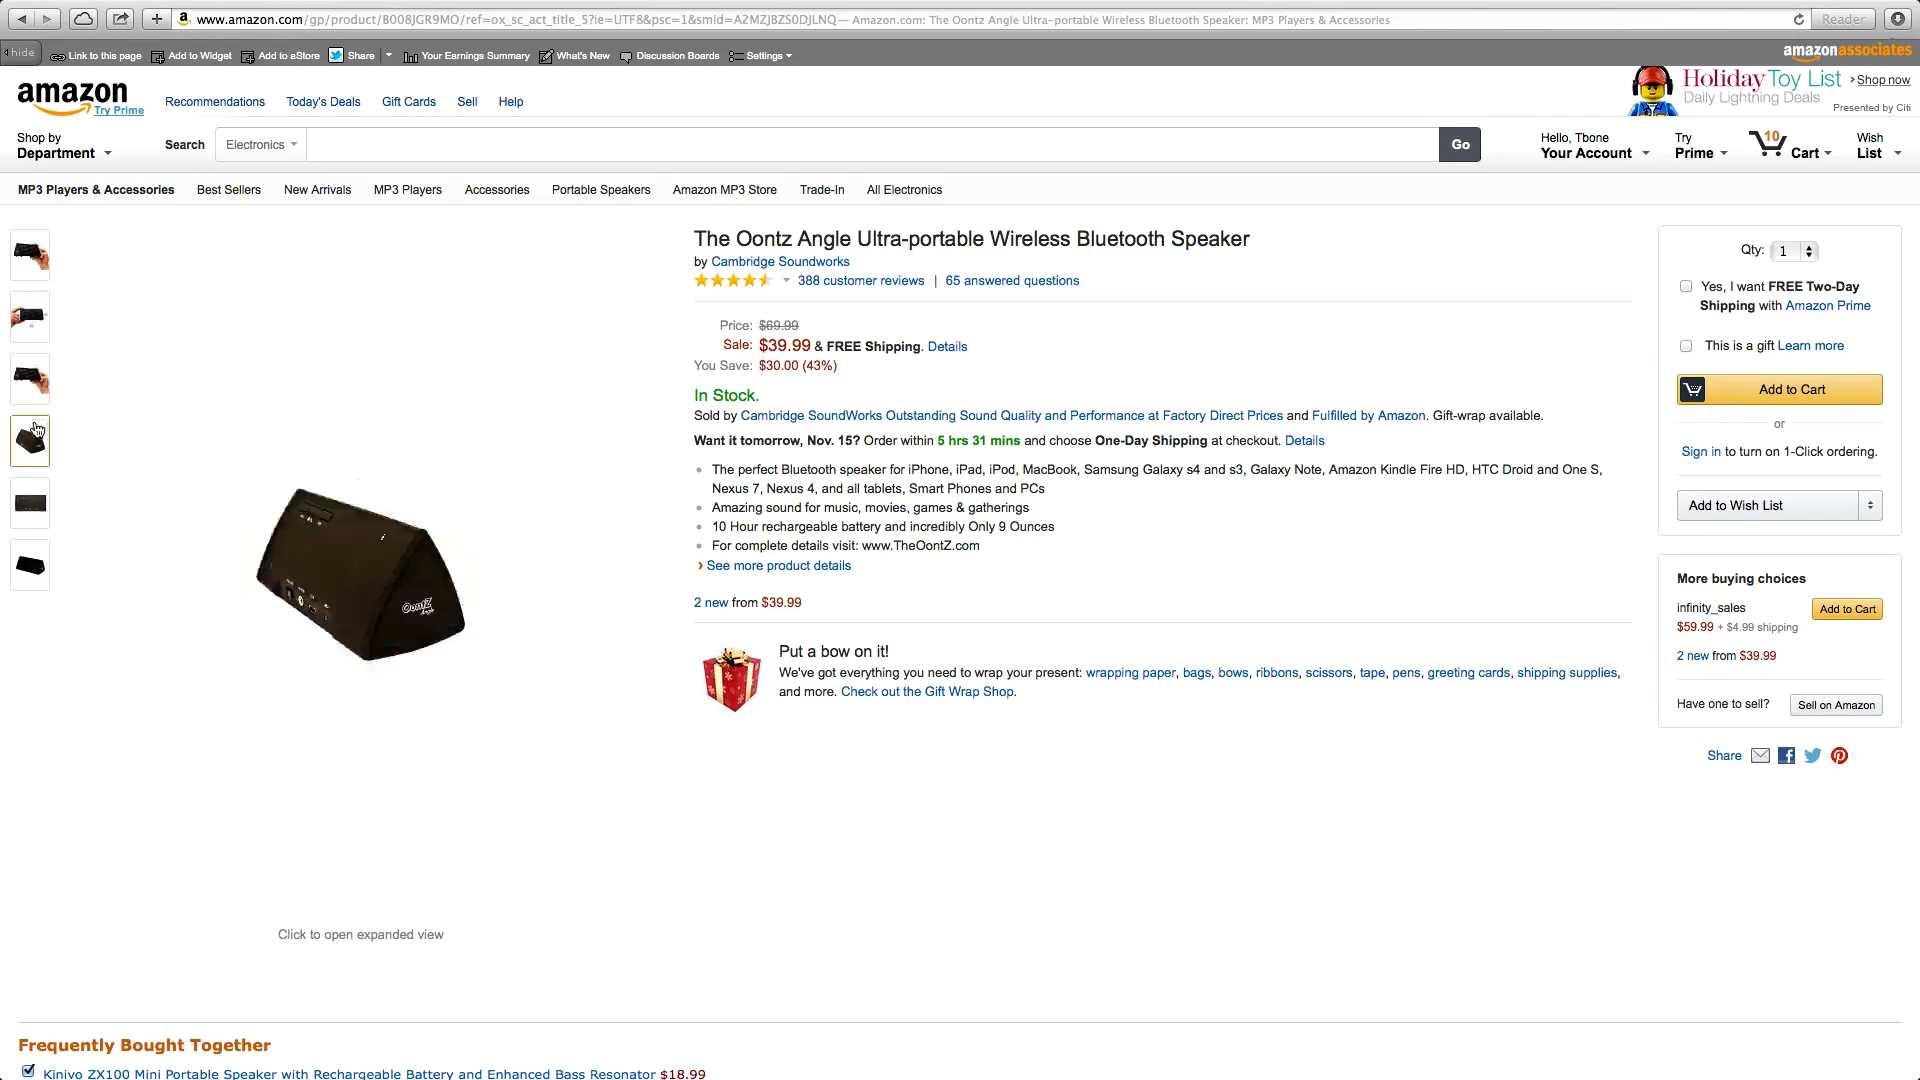 www.amazon.com/gp/product/B008JGR9MO/ref=ox_sc_act_title_5?ie=UTF8&psc=1&smid=A2MZJBZS0DJLNQ — Amazon.com: The Oontz Angle Ultra-portable Wireless Bluetooth Speaker: MP3 Players & Accessories
Reader
hide
Link to this page
Add to Widget
Add to aStore
Share
Your Earnings Summary
What's New
Discussion Boards
Settings
amazonassociates
amazon
Try Prime
Recommendations
Today's Deals
Gift Cards
Sell
Help
Holiday Toy List
Daily Lightning Deals
Shop now
Presented by Citi
Shop by
Department
Search
Electronics
Go
Hello, Tbone
Your Account
Try
Prime
10
Cart
Wish
List
MP3 Players & Accessories
Best Sellers
New Arrivals
MP3 Players
Accessories
Portable Speakers
Amazon MP3 Store
Trade-In
All Electronics
The Oontz Angle Ultra-portable Wireless Bluetooth Speaker
by Cambridge Soundworks
388 customer reviews | 65 answered questions
Price: $69.99
Sale: $39.99 & FREE Shipping. Details
You Save: $30.00 (43%)
In Stock.
Sold by Cambridge SoundWorks Outstanding Sound Quality and Performance at Factory Direct Prices and Fulfilled by Amazon. Gift-wrap available.
Want it tomorrow, Nov. 15? Order within 5 hrs 31 mins and choose One-Day Shipping at checkout. Details
The perfect Bluetooth speaker for iPhone, iPad, iPod, MacBook, Samsung Galaxy s4 and s3, Galaxy Note, Amazon Kindle Fire HD, HTC Droid and One S,
Nexus 7, Nexus 4, and all tablets, Smart Phones and PCs
Amazing sound for music, movies, games & gatherings
10 Hour rechargeable battery and incredibly Only 9 Ounces
For complete details visit: www.TheOontZ.com
› See more product details
2 new from $39.99
Put a bow on it!
We've got everything you need to wrap your present: wrapping paper, bags, bows, ribbons, scissors, tape, pens, greeting cards, shipping supplies,
and more. Check out the Gift Wrap Shop.
OontZ
Angle
Click to open expanded view
Qty: 1
Yes, I want FREE Two-Day
Shipping with Amazon Prime
This is a gift Learn more
Add to Cart
or
Sign in to turn on 1-Click ordering.
Add to Wish List
More buying choices
infinity_sales
Add to Cart
$59.99 + $4.99 shipping
2 new from $39.99
Have one to sell?
Sell on Amazon
Share
Frequently Bought Together
Kinivo ZX100 Mini Portable Speaker with Rechargeable Battery and Enhanced Bass Resonator $18.99